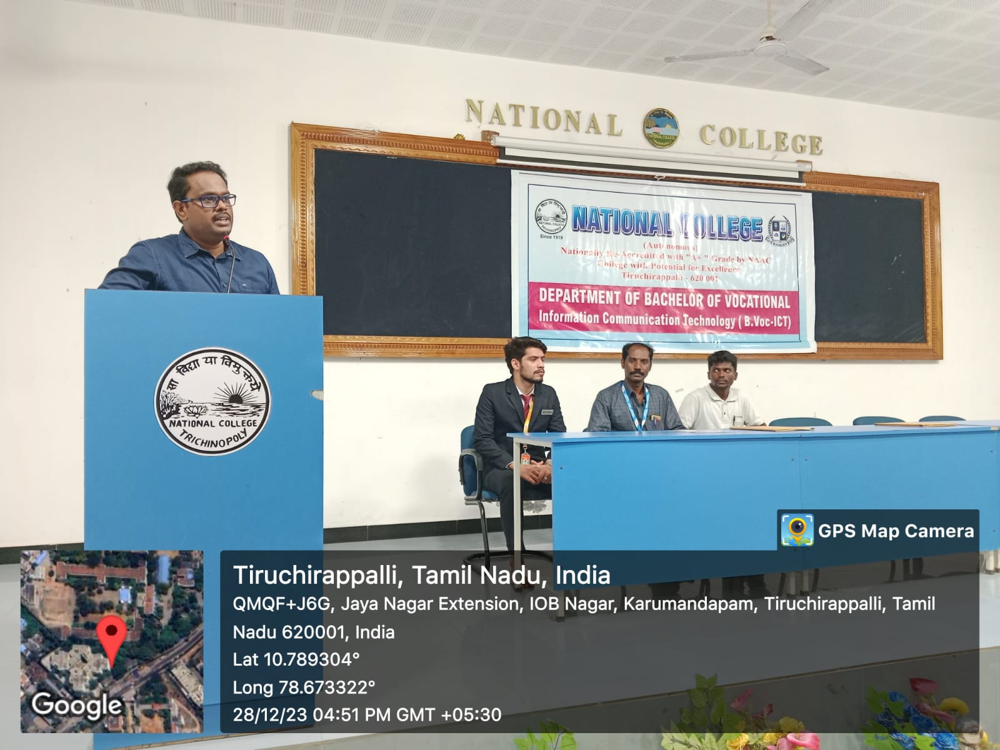 NATIONAL COLLEGE
NATIONAL COLLEGE
Since 1919
NATIONAL COLLEGE
(Autonomous)
Nationally Re-Accredited with "A+ " Grade by NAAC
College with Potential for Excellence
Tiruchirappalli - 620 001
DEPARTMENT OF BACHELOR OF VOCATIONAL
Information Communication Technology ( B.Voc-ICT)
सा विद्या या विमुक्तये
NATIONAL COLLEGE
TRICHINOPOLY
GPS Map Camera
Tiruchirappalli, Tamil Nadu, India
QMQF+J6G, Jaya Nagar Extension, IOB Nagar, Karumandapam, Tiruchirappalli, Tamil
Nadu 620001, India
Lat 10.789304°
Long 78.673322°
28/12/23 04:51 PM GMT +05:30
Google